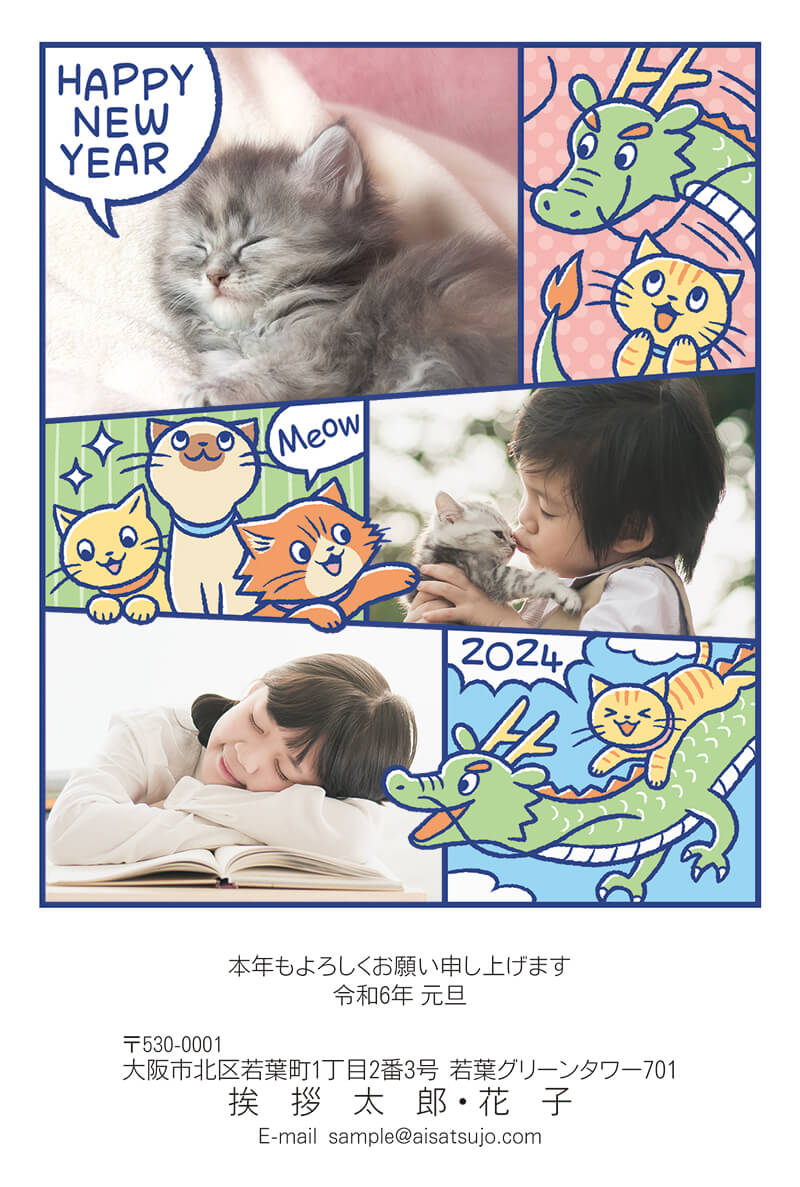 HAPPY
NEW
YEAR
Meow
2024
本年もよろしくお願い申し上げます
令和6年 元旦
〒530-0001
大阪市北区若葉町1丁目2番3号 若葉グリーンタワー701
挨 拶 太 郎・花 子
E-mail sample@aisatsujo.com